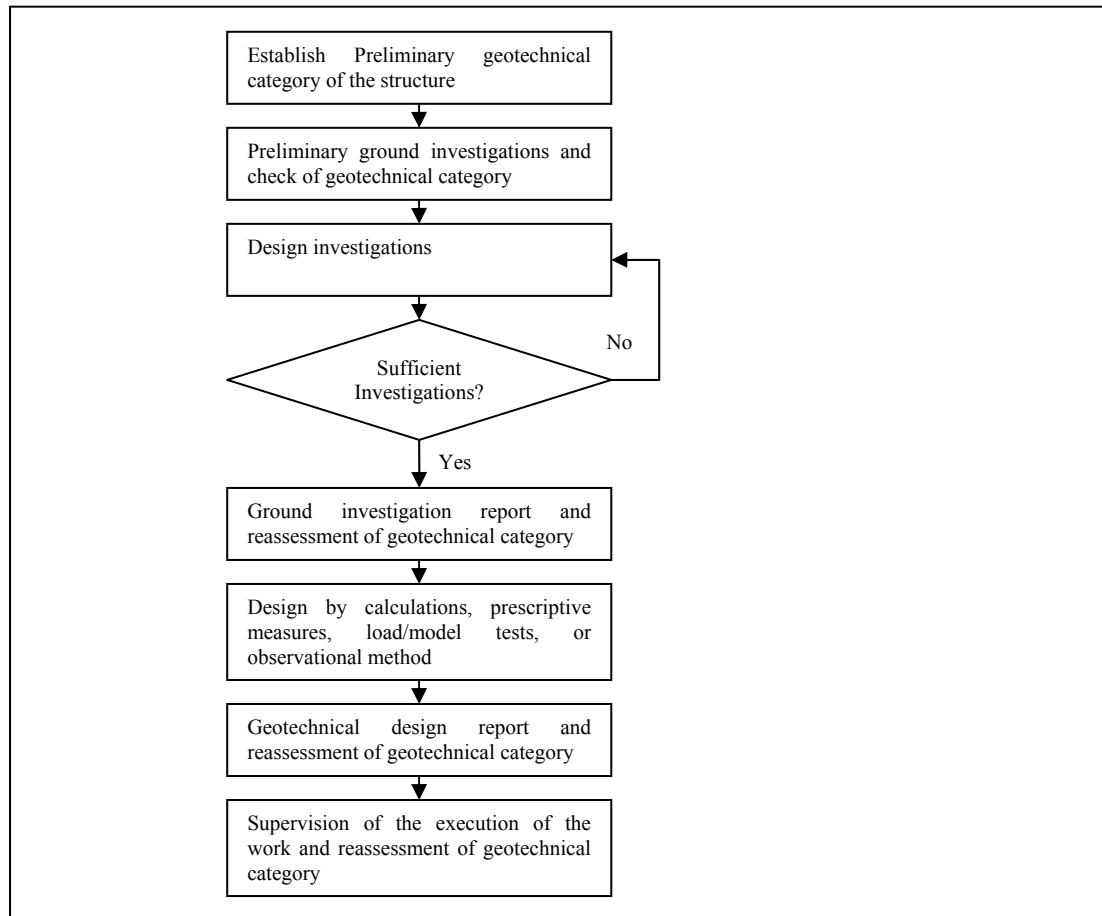 Establish Preliminary geotechnical
category of the structure
Preliminary ground investigations and
check of geotechnical category
Design investigations
No
Sufficient
Investigations?
Yes
Ground investigation report and
reassessment of geotechnical category
Design by calculations, prescriptive
measures, load/model tests, or
observational method
Geotechnical design report and
reassessment of geotechnical category
Supervision of the execution of the
work and reassessment of geotechnical
category